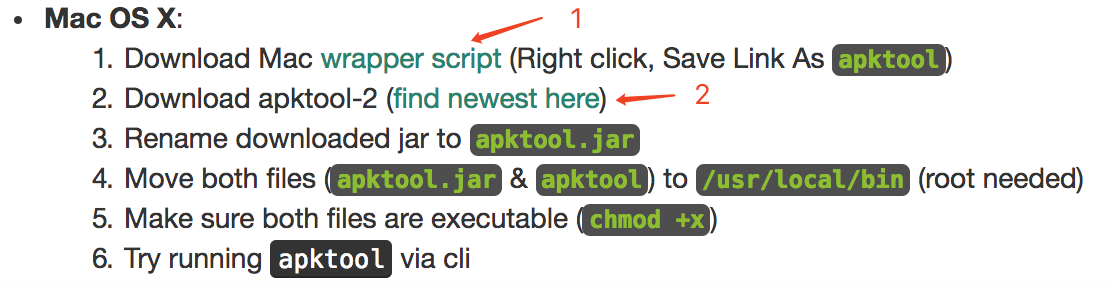 • Mac OS X: 1
1. Download Mac wrapper script (Right click, Save Link As apktool)
2. Download apktool-2 (find newest here) 2
3. Rename downloaded jar to apktool.jar
4. Move both files (apktool.jar & apktool) to /usr/local/bin (root needed)
5. Make sure both files are executable (chmod +x)
6. Try running apktool via cli